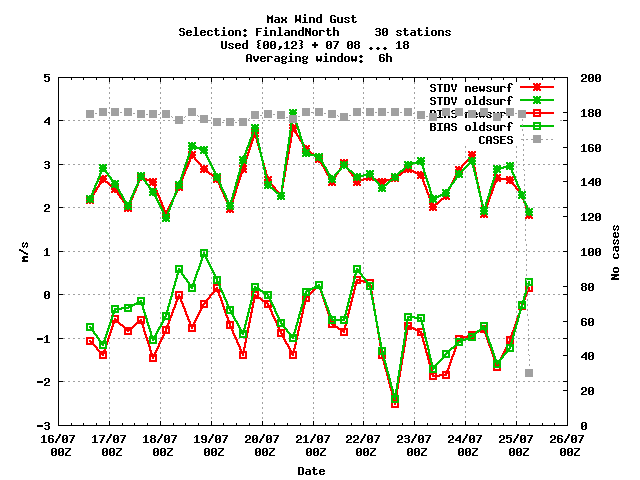 Max Wind Gust
Selection: FinlandNorth     30 stations
Used {00,12} + 07 08 ... 18
Averaging window:  6h
STDV newsurf
STDV oldsurf
BIAS newsurf
BIAS oldsurf
CASES
5
4
3
2
1
0
-1
-2
-3
m/s
200
180
160
140
120
100
80
60
40
20
0
No cases
16/07 17/07 18/07 19/07 20/07 21/07 22/07 23/07 24/07 25/07 26/07
00Z 00Z 00Z 00Z 00Z 00Z 00Z 00Z 00Z 00Z 00Z
Date